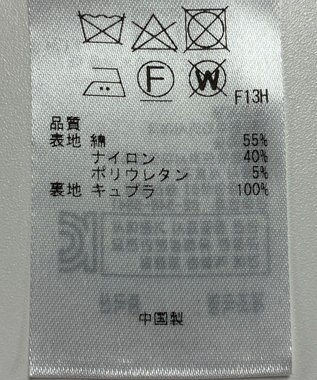 F
W
F13H
品質
表地 綿 55%
ナイロン 40%
ポリウレタン 5%
裏地 キュプラ 100%
中国製